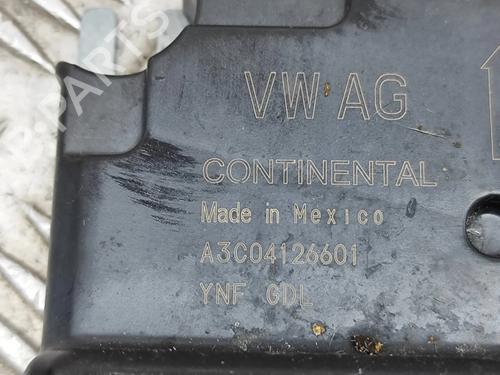 VW AG
CONTINENTAL
Made in Mexico
A3C04126601
YNF GDL